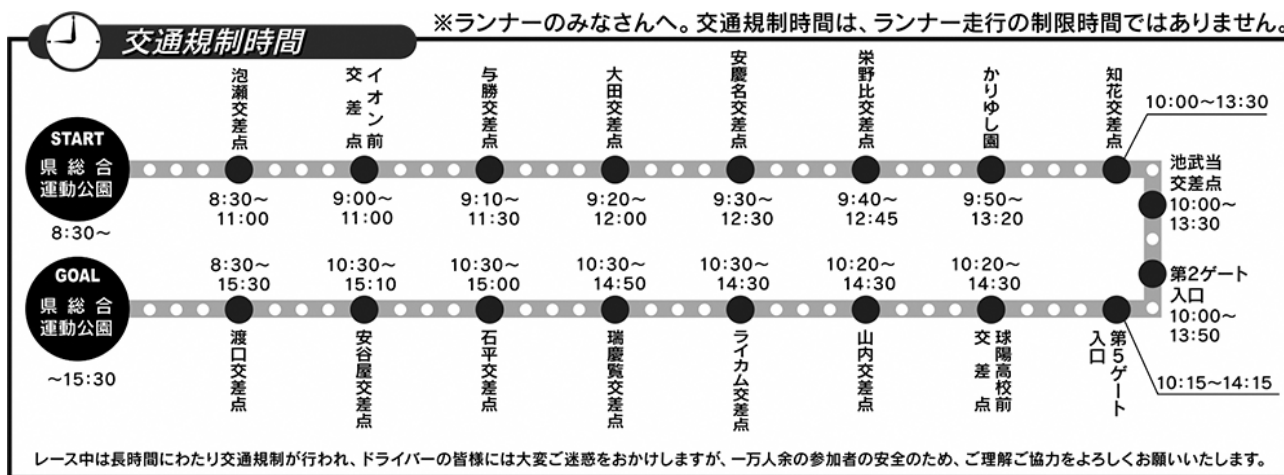 ※ランナーのみなさんへ。交通規制時間は、ランナー走行の制限時間ではありません。
交通規制時間
START
県総合
運動公園
8:30〜
泡瀬交差点
8:30〜
11:00
イオン前
交差点
9:00〜
11:00
与勝交差点
9:10〜
11:30
大田交差点
9:20〜
12:00
安慶名交差点
9:30〜
12:30
栄野比交差点
9:40〜
12:45
かりゆし園
9:50〜
13:20
知花交差点
10:00〜13:30
池武当
交差点
10:00〜
13:30
第2ゲート
入口
10:00〜
13:50
第5ゲート
入口
10:15〜14:15
10:20〜
14:30
球陽高校前
交差点
10:20〜
14:30
山内交差点
10:30〜
14:30
ライカム交差点
10:30〜
14:50
瑞慶覧交差点
10:30〜
15:00
石平交差点
10:30〜
15:10
安谷屋交差点
8:30〜
15:30
渡口交差点
GOAL
県総合
運動公園
〜15:30
レース中は長時間にわたり交通規制が行われ、ドライバーの皆様には大変ご迷惑をおかけしますが、一万人余の参加者の安全のため、ご理解ご協力をよろしくお願いいたします。